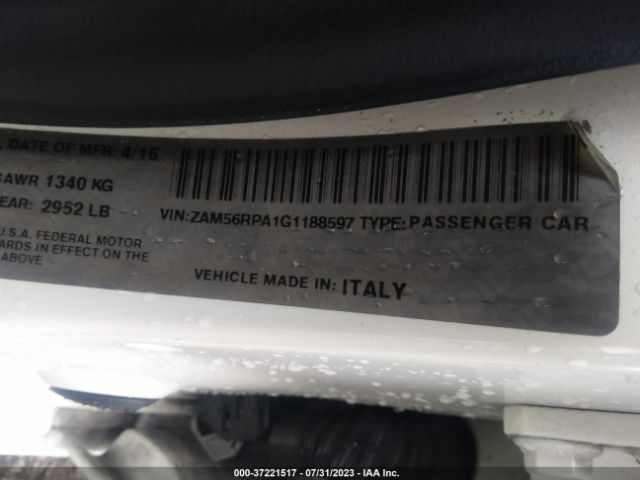 DATE OF MFR: 4/16
GAWR 1340 KG
REAR: 2952 LB
VIN:ZAM56RPA1G1188597 TYPE:PASSENGER CAR
U.S.A. FEDERAL MOTOR
ARDS IN EFFECT ON THE
ABOVE
VEHICLE MADE IN: ITALY
000-37221517 - 07/31/2023 - IAA Inc.